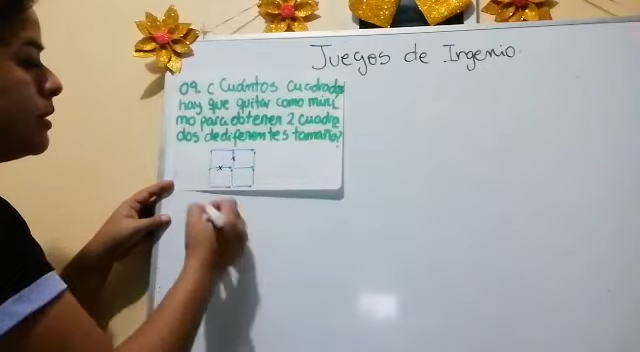 Juegos de Ingenio.
09. ¿ Cuántos cuadrados
hay que quitar como míni
mo para obtener 2 cuadra
dos de diferentes tamaño?